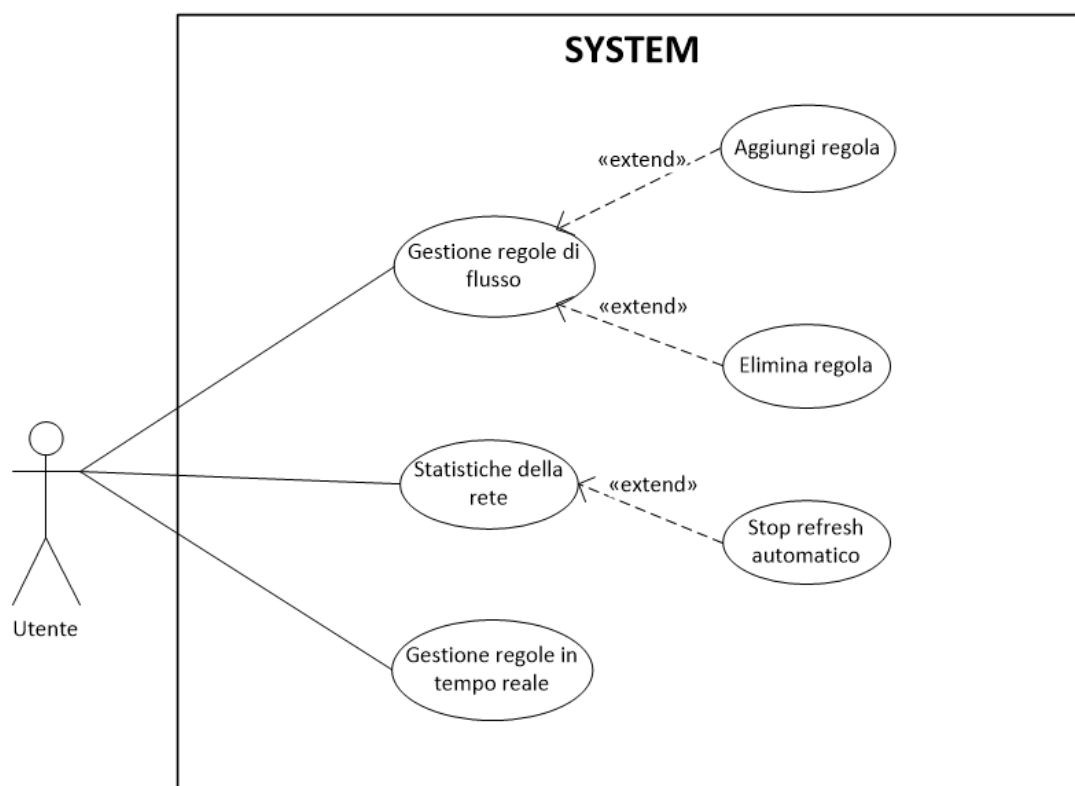 SYSTEM
Aggiungi regola
«extend»
Gestione regole di
flusso
«extend»
Elimina regola
Statistiche della
rete
«extend»
Stop refresh
automatico
Utente
Gestione regole in
tempo reale